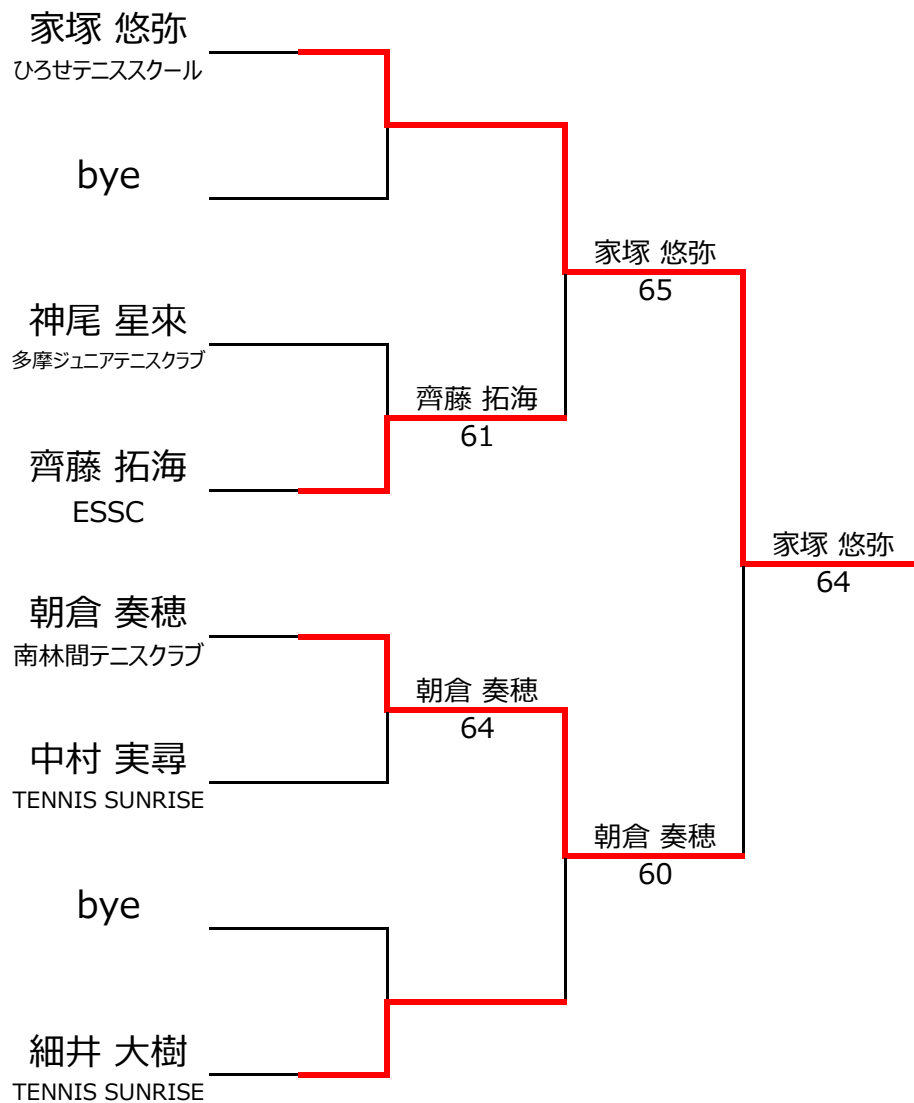 家塚 悠弥
ひろせテニススクール
bye
家塚 悠弥
65
神尾 星來
多摩ジュニアテニスクラブ
齊藤 拓海
61
齊藤 拓海
ESSC
家塚 悠弥
64
朝倉 奏穂
南林間テニスクラブ
朝倉 奏穂
64
中村 実尋
TENNIS SUNRISE
朝倉 奏穂
60
bye
細井 大樹
TENNIS SUNRISE